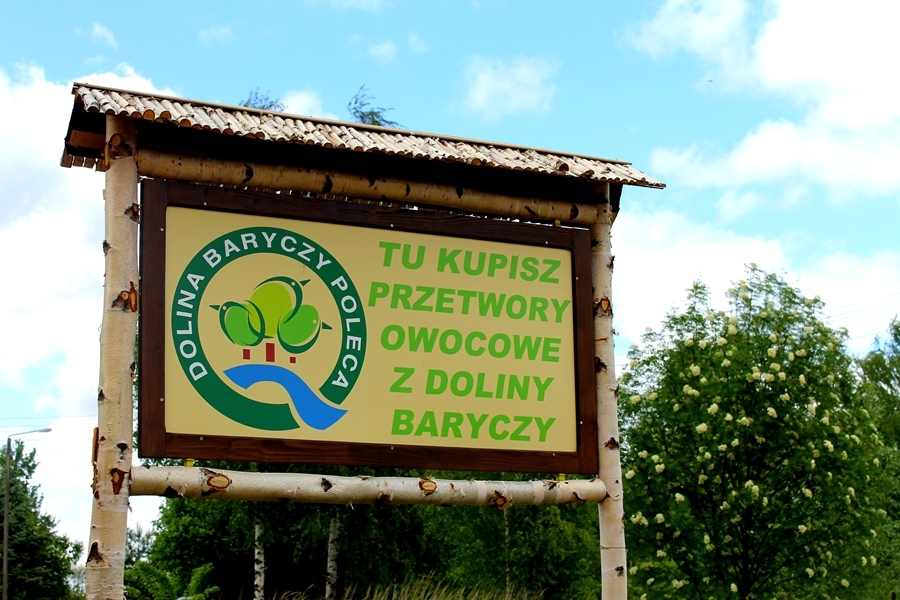 DOLINA BARYCZY POLECA
TU KUPISZ
PRZETWORY
OWOCOWE
Z DOLINY
BARYCZY